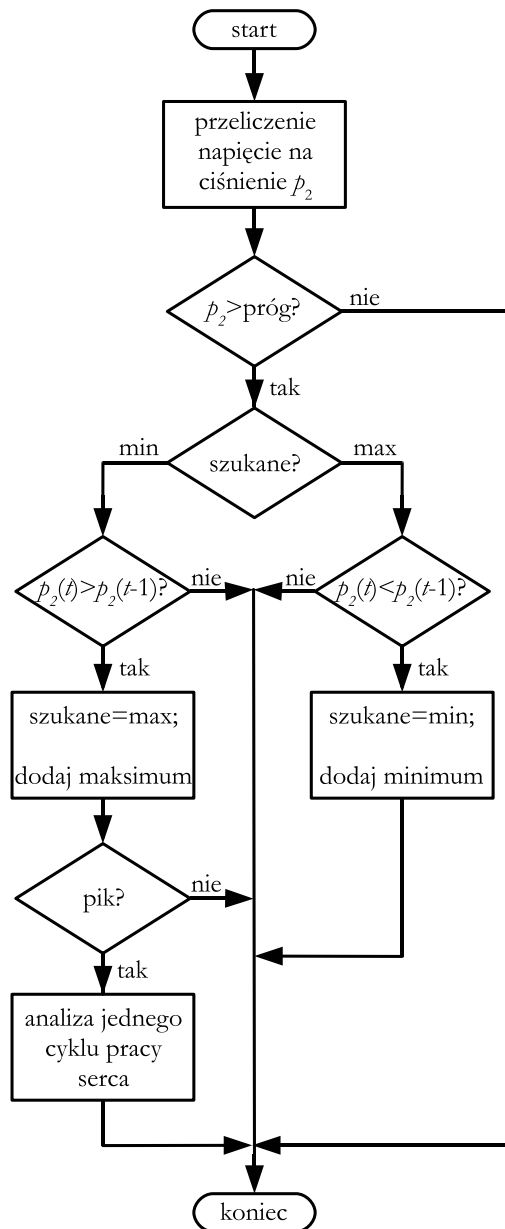 start
przeliczenie
napięcie na
ciśnienie p₂
p₂>próg?
nie
tak
szukane?
min
max
p₂(t)>p₂(t-1)?
nie
nie
p₂(t)<p₂(t-1)?
tak
tak
szukane=max;
dodaj maksimum
szukane=min;
dodaj minimum
pik?
nie
tak
analiza jednego
cyklu pracy
serca
koniec